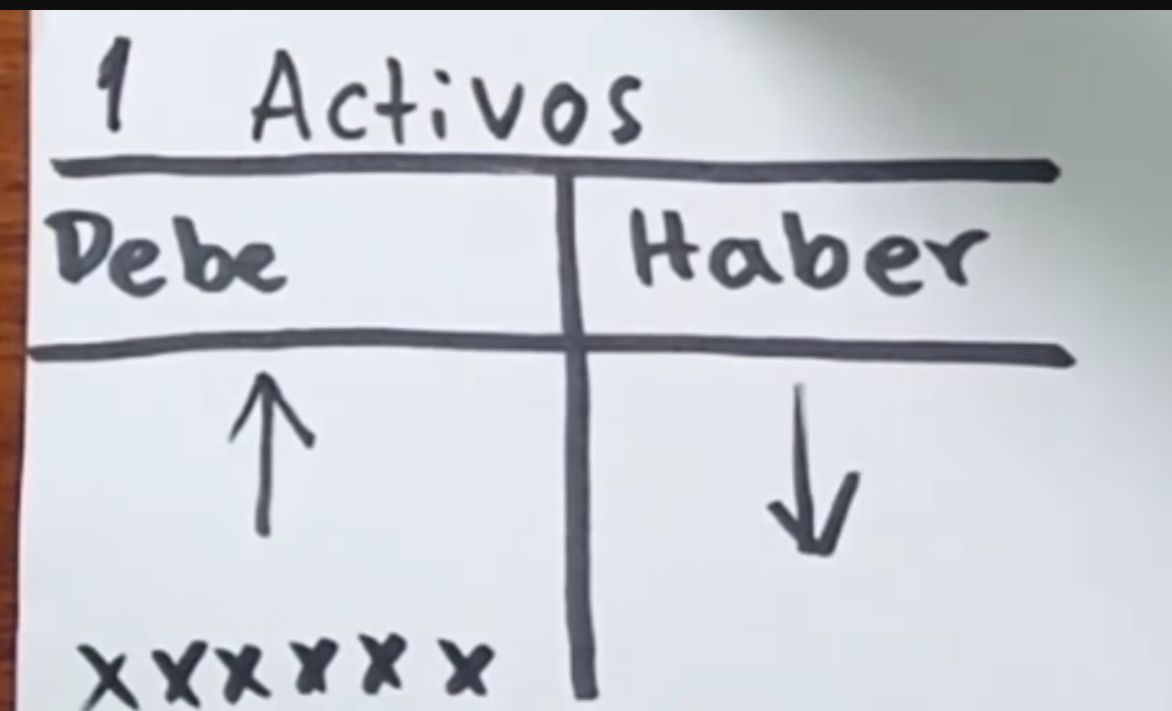 1 Activos
Debe Haber
↑ ↓
xxxxxx